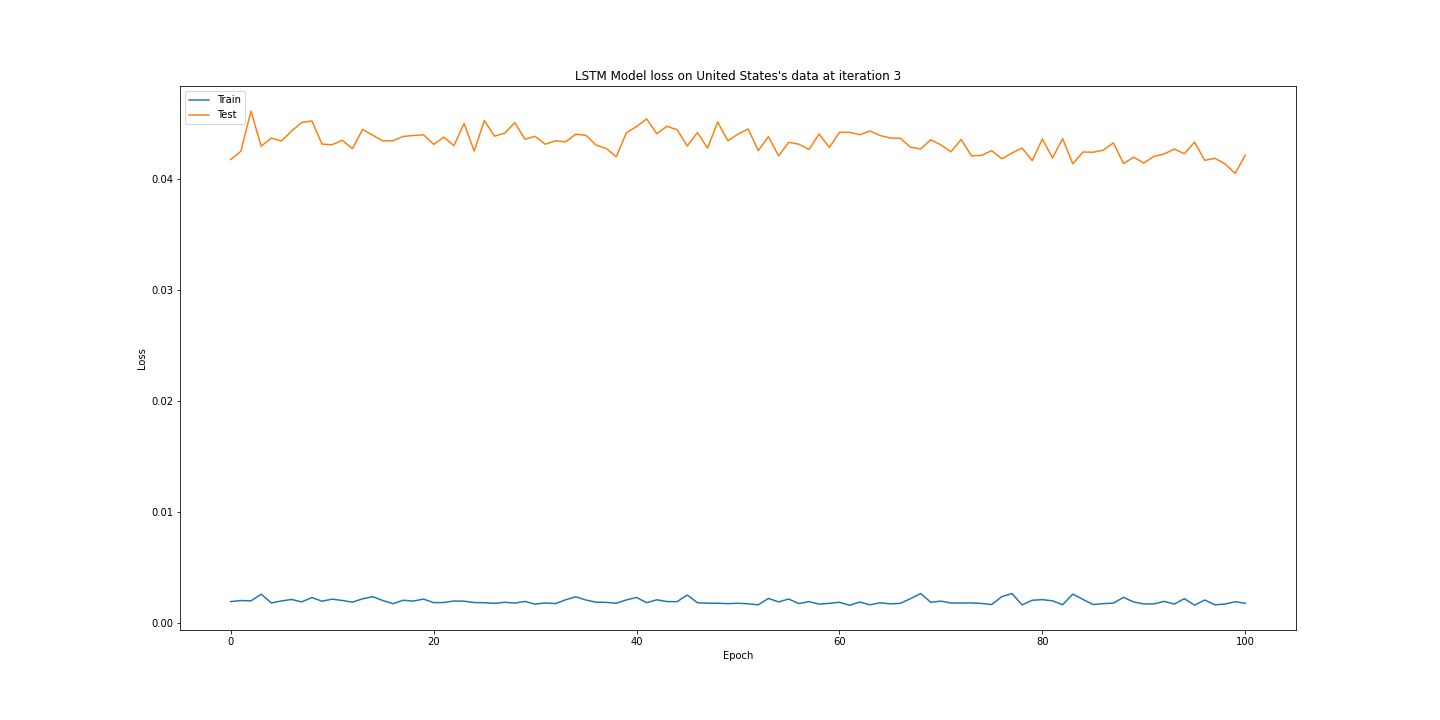 LSTM Model loss on United States's data at iteration 3
Train
Test
0.04
0.03
0.02
0.01
0.00
Loss
0 20 40 60 80 100
Epoch